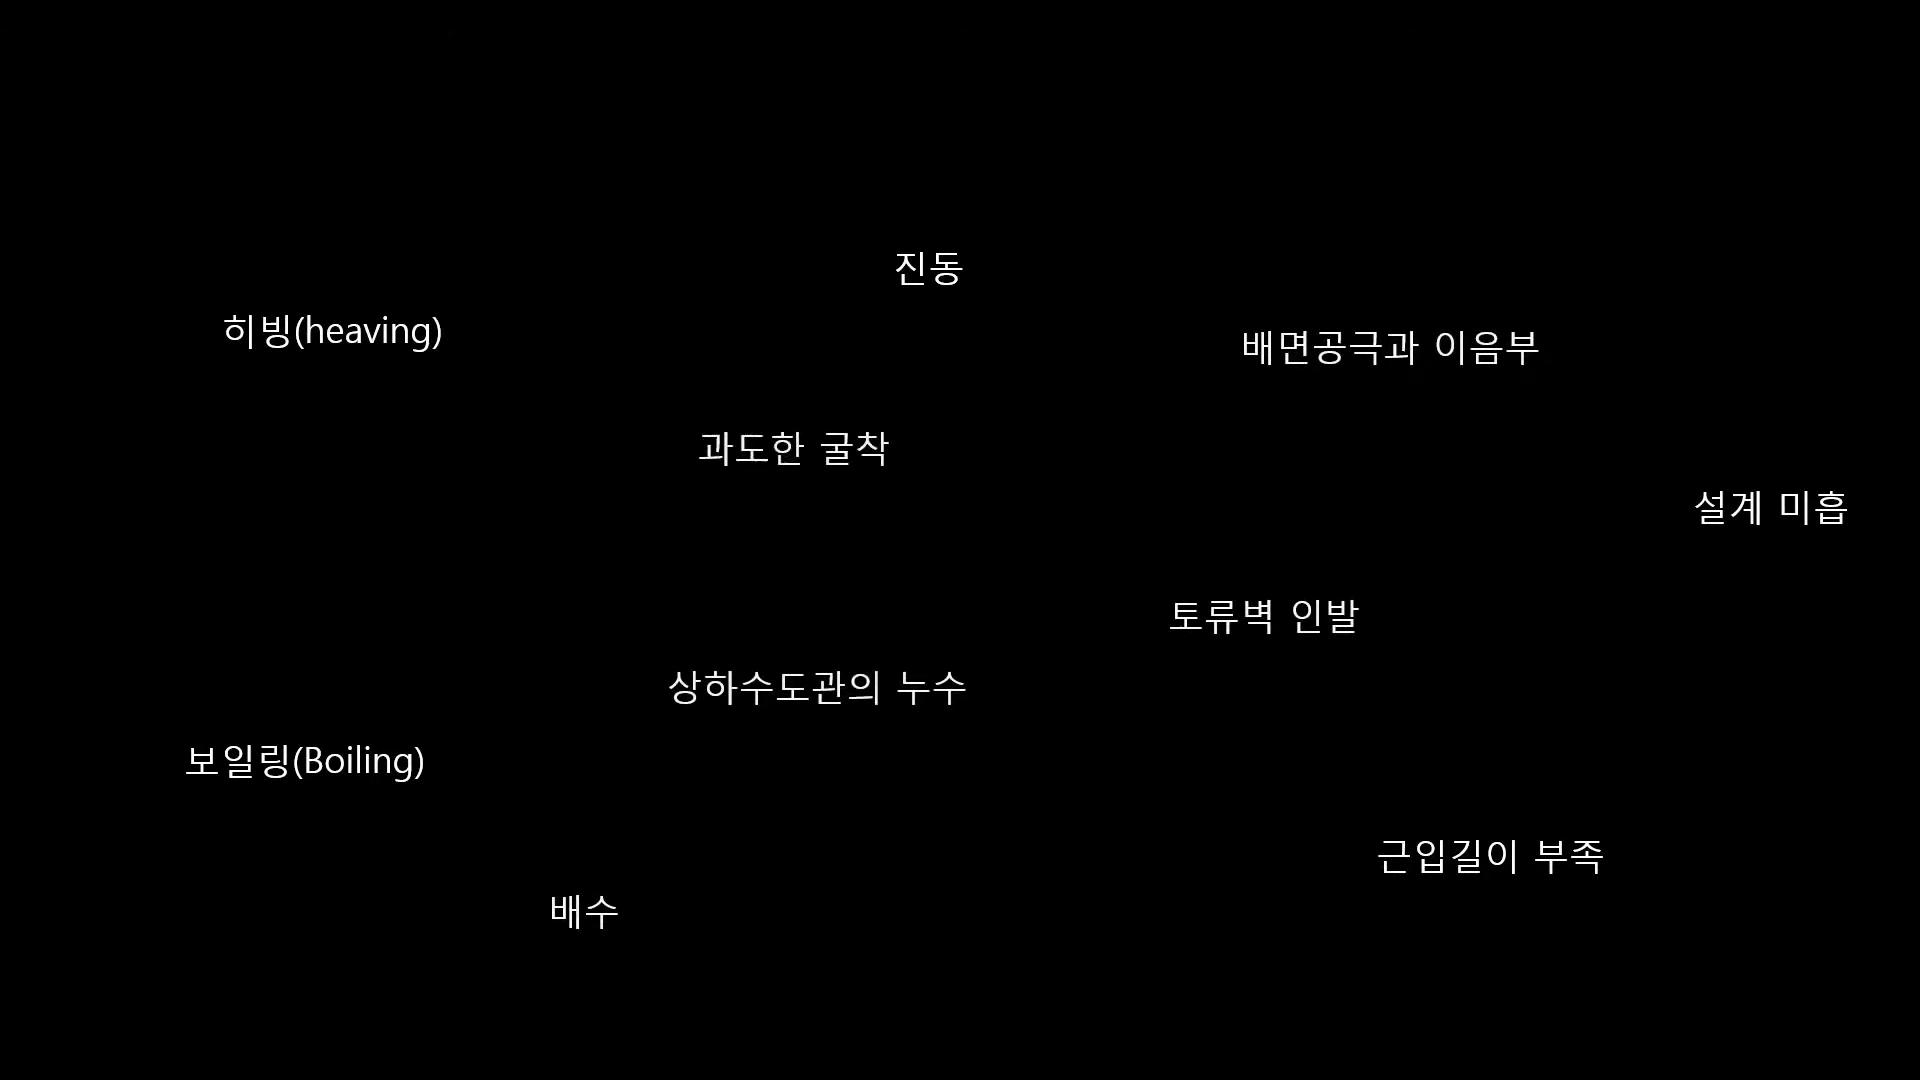 진동
히빙(heaving)
배면공극과 이음부
과도한 굴착
설계 미흡
토류벽 인발
상하수도관의 누수
보일링(Boiling)
근입길이 부족
배수